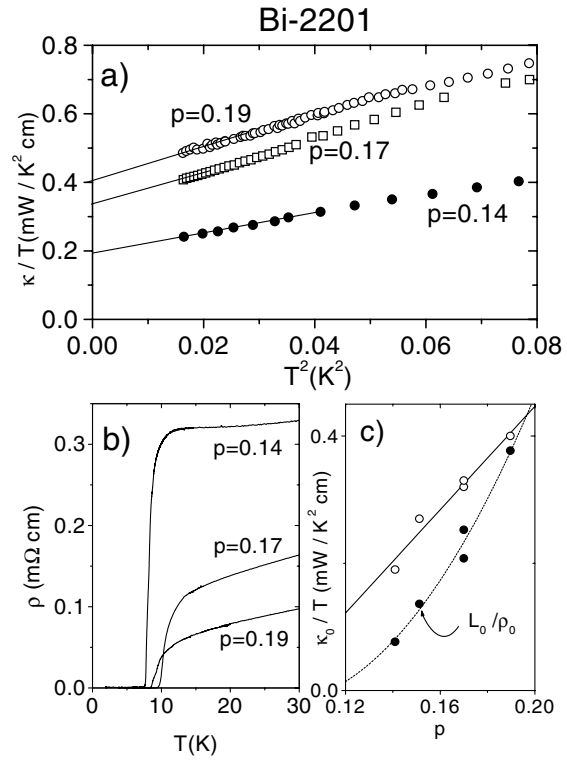 Bi-2201
a)
p=0.19
p=0.17
p=0.14
κ / T(mW / K² cm)
0.8
0.6
0.4
0.2
0.0
0.00 0.02 0.04 0.06 0.08
T²(K²)
b)
p=0.14
p=0.17
p=0.19
ρ (mΩ cm)
0.3
0.2
0.1
0.0
0 10 20 30
T(K)
c)
L₀/ρ₀
κ₀/T (mW / K² cm)
0.4
0.0
0.12 0.16 0.20
p